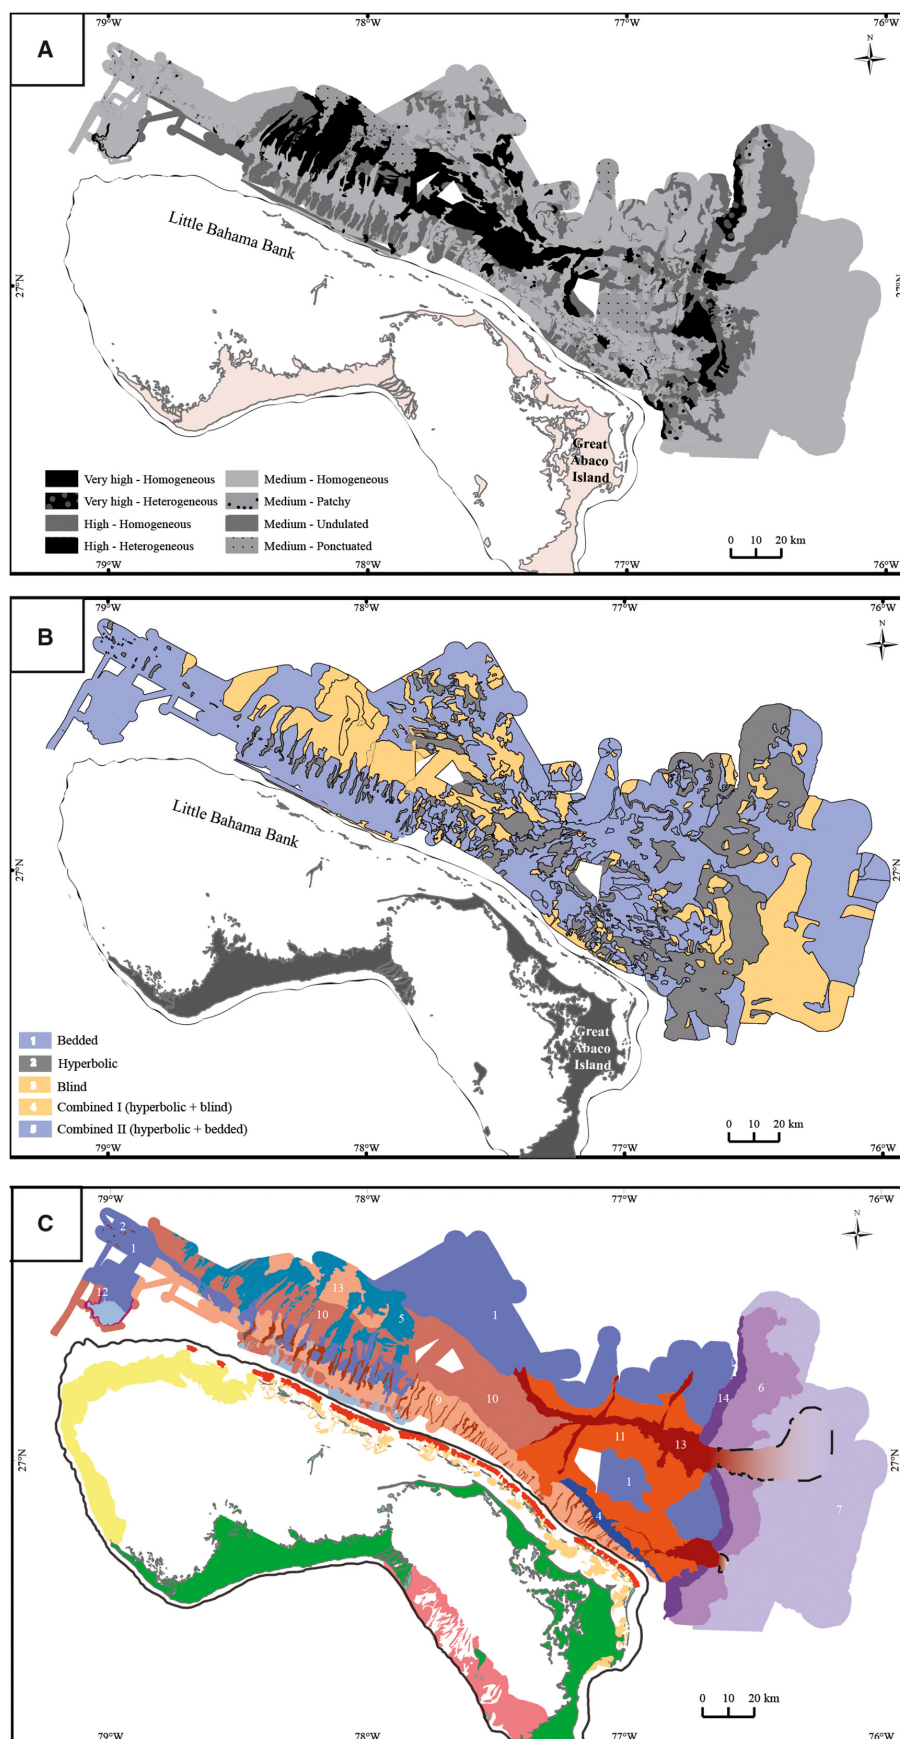 79°W
78°W
77°W
76°W
A
N
Little Bahama Bank
27°N
27°N
Great
Abaco
Island
Very high - Homogeneous
Very high - Heterogeneous
High - Homogeneous
High - Heterogeneous
Medium - Homogeneous
Medium - Patchy
Medium - Undulated
Medium - Ponctuated
0 10 20 km
79°W
78°W
77°W
76°W
79°W
78°W
77°W
76°W
B
N
Little Bahama Bank
27°N
27°N
Great
Abaco
Island
1 Bedded
2 Hyperbolic
3 Blind
4 Combined I (hyperbolic + blind)
5 Combined II (hyperbolic + bedded)
0 10 20 km
79°W
78°W
77°W
76°W
79°W
78°W
77°W
76°W
C
N
2
1
12
13
10
5
1
9
10
11
13
14
6
1
4
7
27°N
27°N
0 10 20 km
79°W
78°W
77°W
76°W